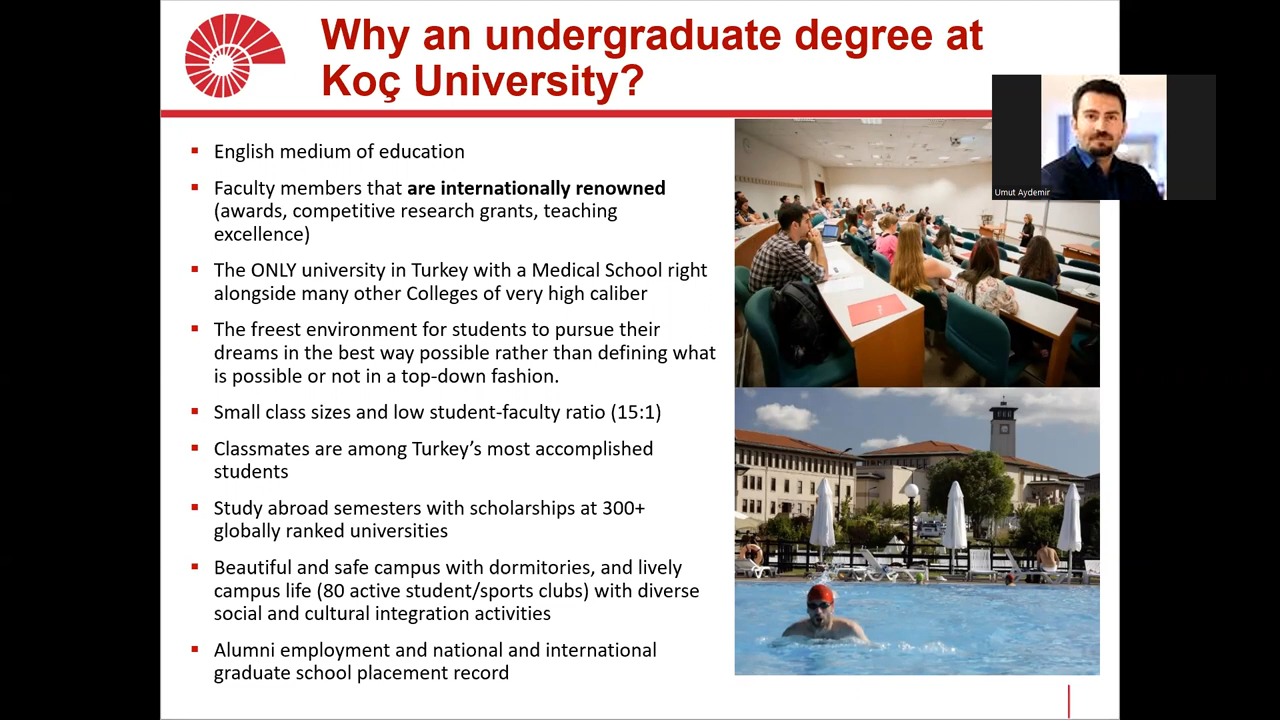 Why an undergraduate degree at
Koç University?
Umut Aydemir
▪ English medium of education
▪ Faculty members that are internationally renowned
(awards, competitive research grants, teaching
excellence)
▪ The ONLY university in Turkey with a Medical School right
alongside many other Colleges of very high caliber
▪ The freest environment for students to pursue their
dreams in the best way possible rather than defining what
is possible or not in a top-down fashion.
▪ Small class sizes and low student-faculty ratio (15:1)
▪ Classmates are among Turkey’s most accomplished
students
▪ Study abroad semesters with scholarships at 300+
globally ranked universities
▪ Beautiful and safe campus with dormitories, and lively
campus life (80 active student/sports clubs) with diverse
social and cultural integration activities
▪ Alumni employment and national and international
graduate school placement record